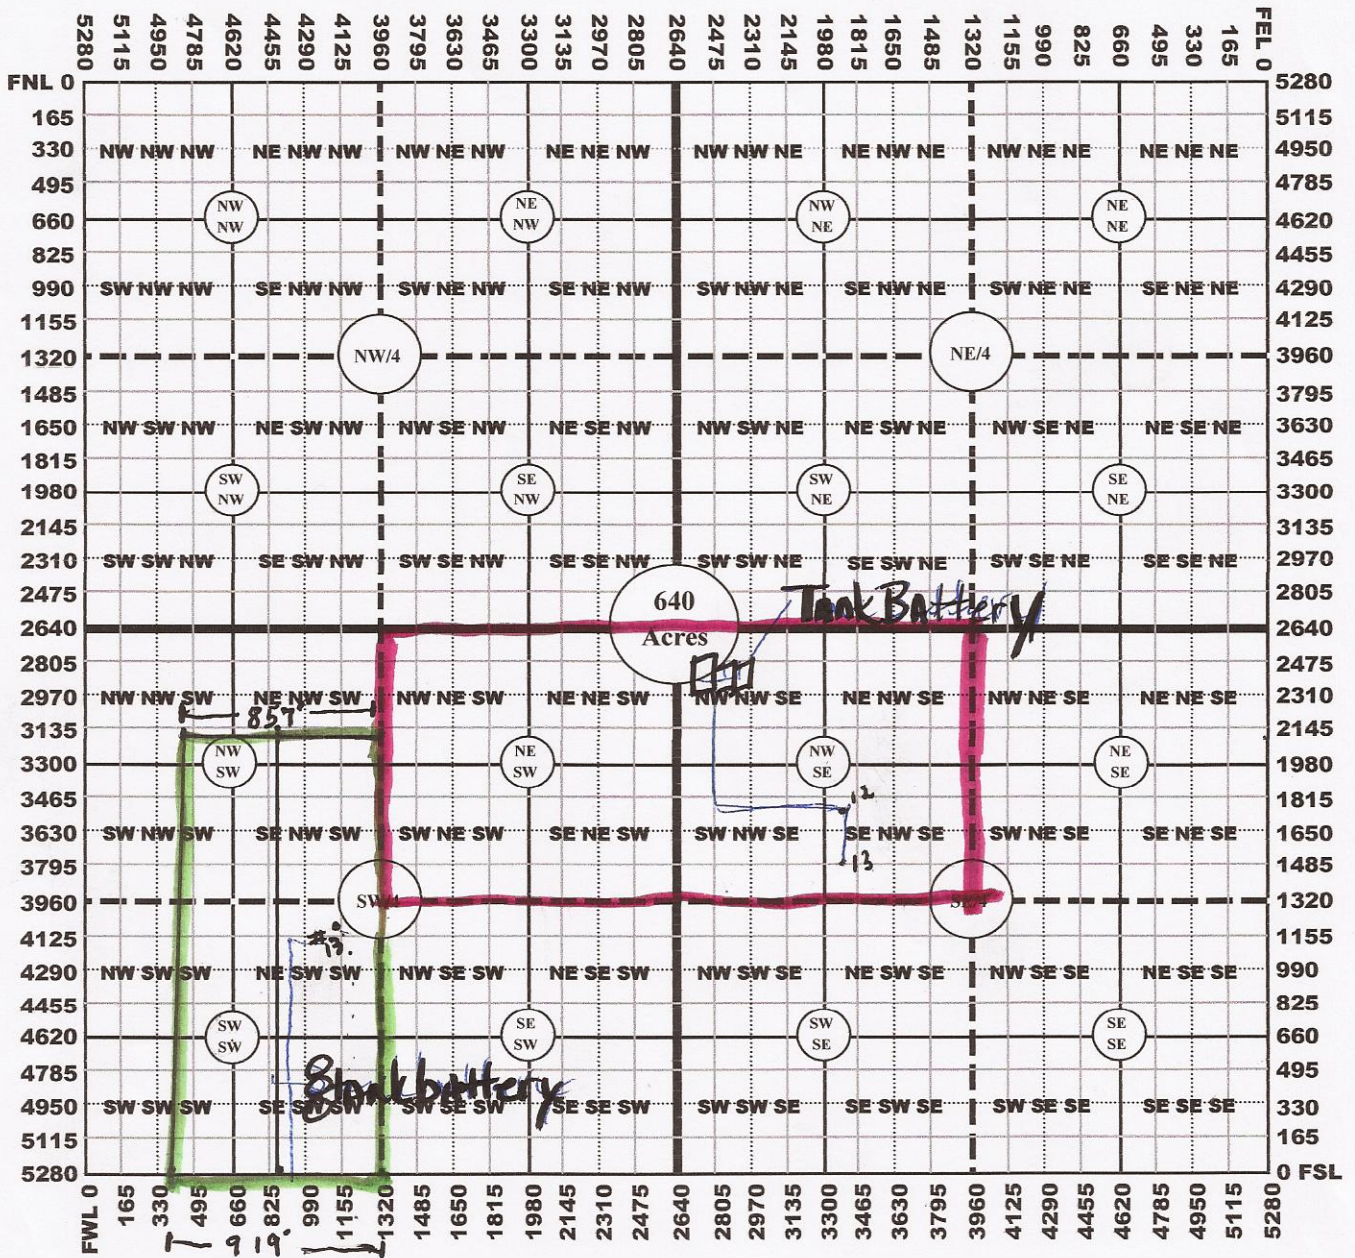 5280 5115 4950 4785 4620 4455 4290 4125 3960 3795 3630 3465 3300 3135 2970 2805 2640 2475 2310 2145 1980 1815 1650 1485 1320 1155 990 825 660 495 330 165 FEL 0
FNL 0 5280
165 5115
330 NW NW NW NE NW NW NW NE NW NE NE NW NW NW NE NE NW NE NW NE NE NE NE NE 4950
495 4785
NW NE NW NE
660 NW NW NE NE 4620
825 4455
990 SW NW NW SE NW NW SW NE NW SE NE NW SW NW NE SE NW NE SW NE NE SE NE NE 4290
1155 4125
1320 NW/4 NE/4 3960
1485 3795
1650 NW SW NW NE SW NW NW SE NW NE SE NW NW SW NE NE SW NE NW SE NE NE SE NE 3630
1815 3465
SW SE SW SE
1980 NW NW NE NE 3300
2145 3135
2310 SW SW NW SE SW NW SW SE NW SE SE NW SW SW NE SE SW NE SW SE NE SE SE NE 2970
2475 640 Tank Battery 2805
2640 Acres 2640
2805 2475
2970 NW NW SW NE NW SW NW NE SW NE NE SW NW NW SE NE NW SE NW NE SE NE NE SE 2310
857'
3135 2145
NW NE NW NE
3300 SW SW SE SE 1980
3465 12 1815
3630 SW NW SW SE NW SW SW NE SW SE NE SW SW NW SE SE NW SE SW NE SE SE NE SE 1650
3795 13 1485
3960 SW/4 SE/4 1320
4125 #13 1155
4290 NW SW SW NE SW SW NW SE SW NE SE SW NW SW SE NE SW SE NW SE SE NE SE SE 990
4455 825
SW SE SW SE
4620 SW SW SE SE 660
4785 tank battery 495
4950 SW SW SW SE SW SW SW SE SW SE SE SW SW SW SE SE SW SE SW SE SE SE SE SE 330
5115 165
5280 0 FSL
FWL 0 165 330 495 660 825 990 1155 1320 1485 1650 1815 1980 2145 2310 2475 2640 2805 2970 3135 3300 3465 3630 3795 3960 4125 4290 4455 4620 4785 4950 5115 5280
919'